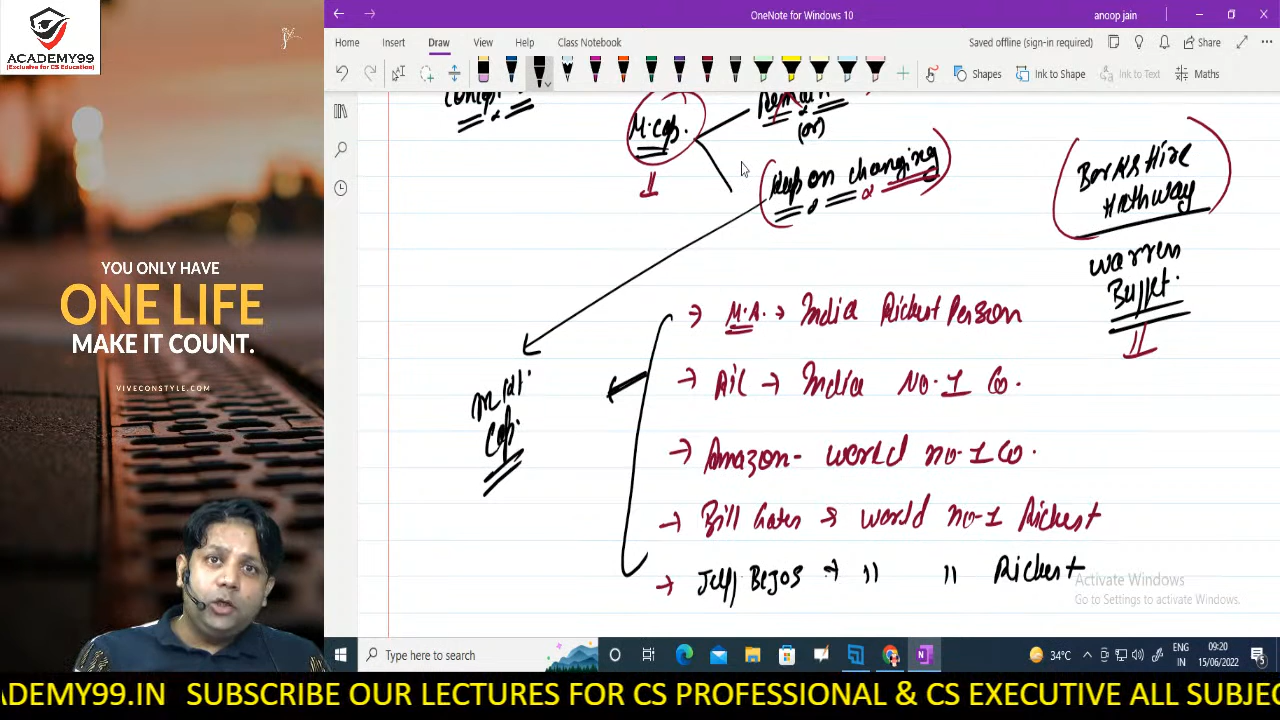 ACADEMY99
(Exclusive for CS Education)
YOU ONLY HAVE
ONE LIFE
MAKE IT COUNT.
VIVECONSTYLE.COM
OneNote for Windows 10
anoop jain
Home Insert Draw View Help Class Notebook
Saved offline (sign-in required)
Share
Shapes
Ink to Shape
Ink to Text
Maths
M.Cap.
(or)
Keep on changing
Hathway
Warren
Buffet.
→ M.A. → India Richest Person
→ RIL → India No-1 Co.
→ Amazon - world no-1 Co.
→ Bill Gates → world no-1 Richest
→ Jeff Bejos → " " Richest
Mkt.
Cap.
Activate Windows
Go to Settings to activate Windows.
Type here to search
34°C
ENG
IN
09:20
15/06/2022
5
ADEMY99.IN SUBSCRIBE OUR LECTURES FOR CS PROFESSIONAL & CS EXECUTIVE ALL SUBJE